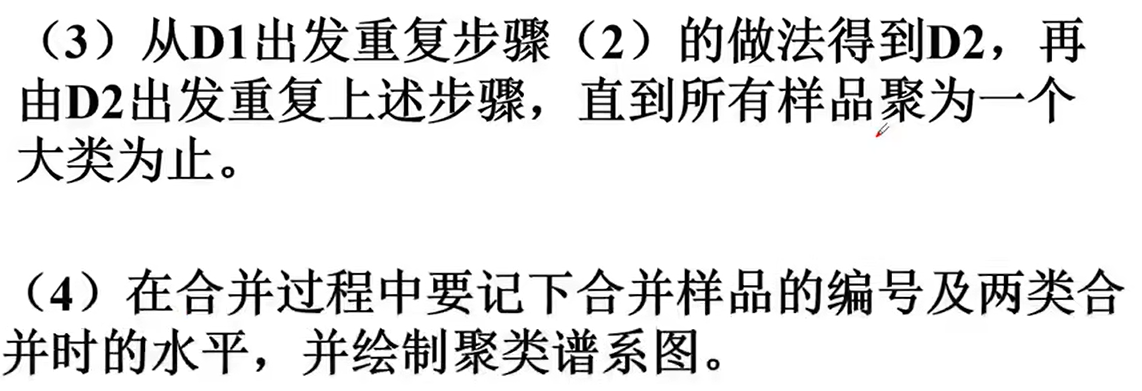 （3）从D1出发重复步骤（2）的做法得到D2，再
由D2出发重复上述步骤，直到所有样品聚为一个
大类为止。
（4）在合并过程中要记下合并样品的编号及两类合
并时的水平，并绘制聚类谱系图。